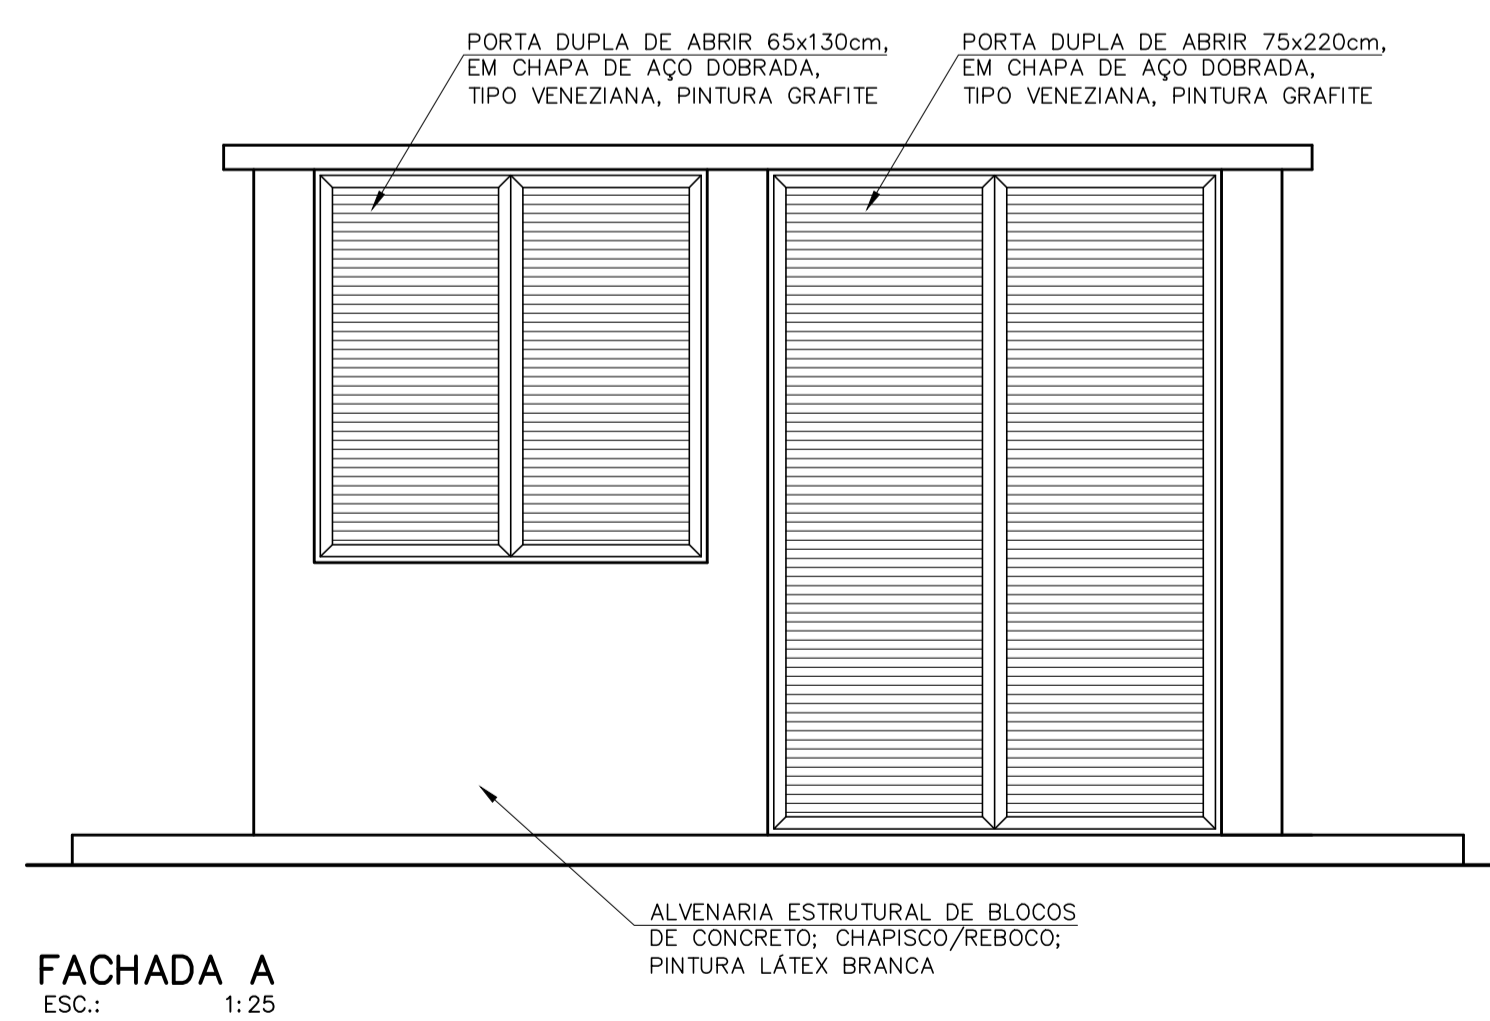 PORTA DUPLA DE ABRIR 65x130cm,
EM CHAPA DE AÇO DOBRADA,
TIPO VENEZIANA, PINTURA GRAFITE
PORTA DUPLA DE ABRIR 75x220cm,
EM CHAPA DE AÇO DOBRADA,
TIPO VENEZIANA, PINTURA GRAFITE
ALVENARIA ESTRUTURAL DE BLOCOS
DE CONCRETO; CHAPISCO/REBOCO;
PINTURA LÁTEX BRANCA
FACHADA A
ESC.: 1:25